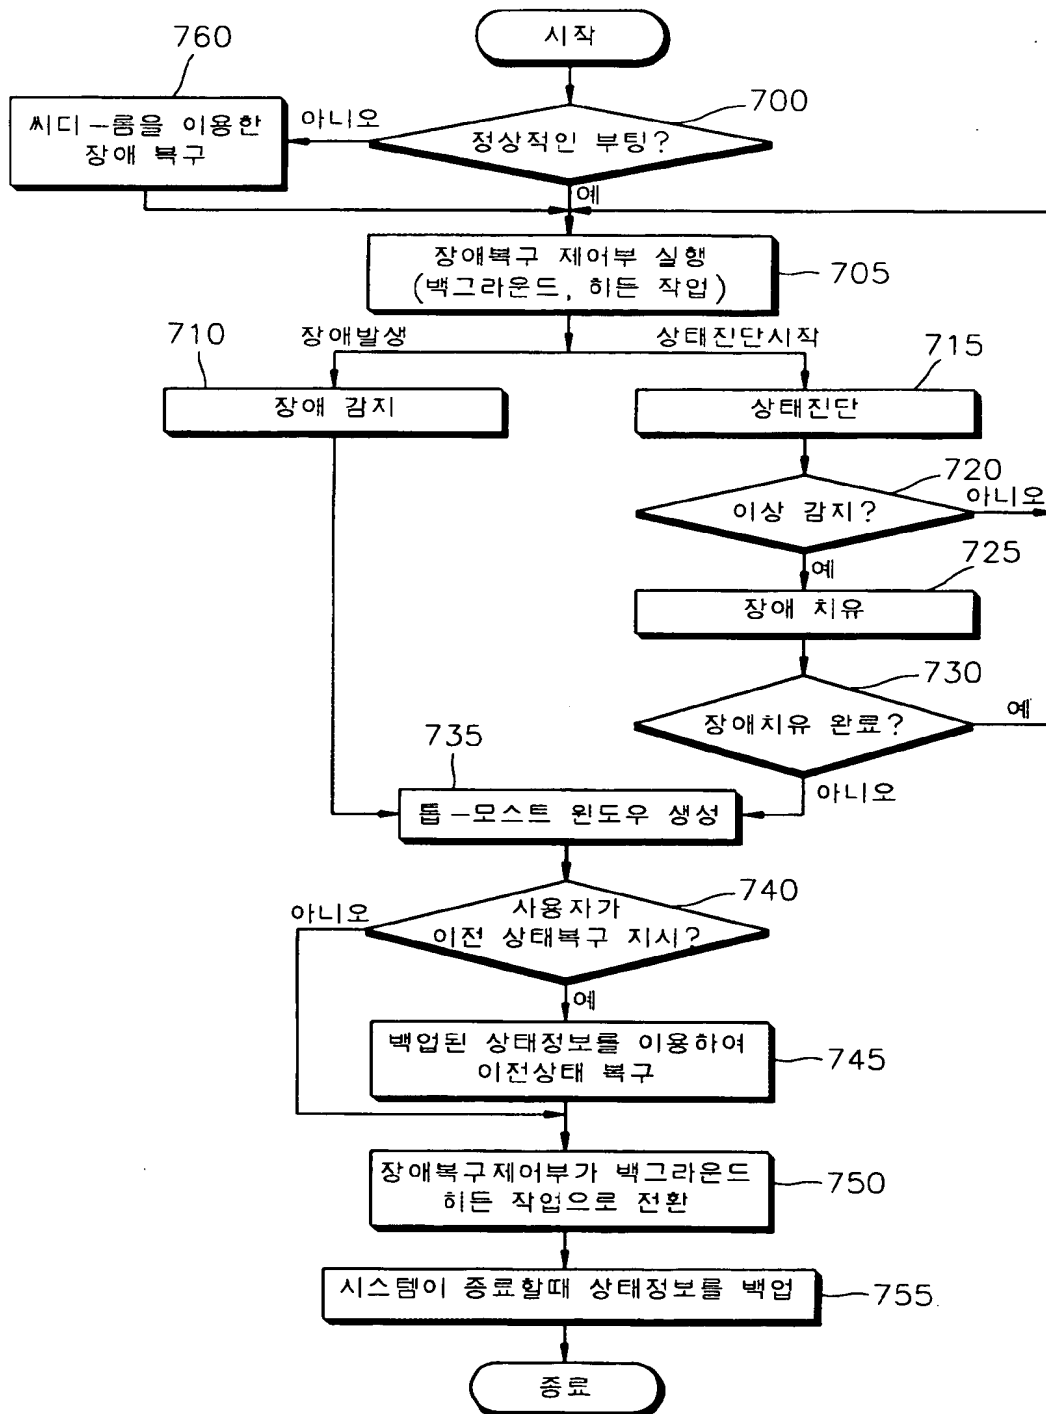 시작
760
700
씨디-롬을 이용한
장애 복구
아니오
정상적인 부팅?
예
장애복구 제어부 실행
(백그라운드, 히든 작업)
705
710
장애발생
상태진단시작
715
장애 감지
상태진단
720
이상 감지?
아니오
예
725
장애 치유
730
장애치유 완료?
예
735
아니오
톱-모스트 윈도우 생성
740
아니오
사용자가
이전 상태복구 지시?
예
백업된 상태정보를 이용하여
이전상태 복구
745
장애복구제어부가 백그라운드
히든 작업으로 전환
750
시스템이 종료할때 상태정보를 백업
755
종료